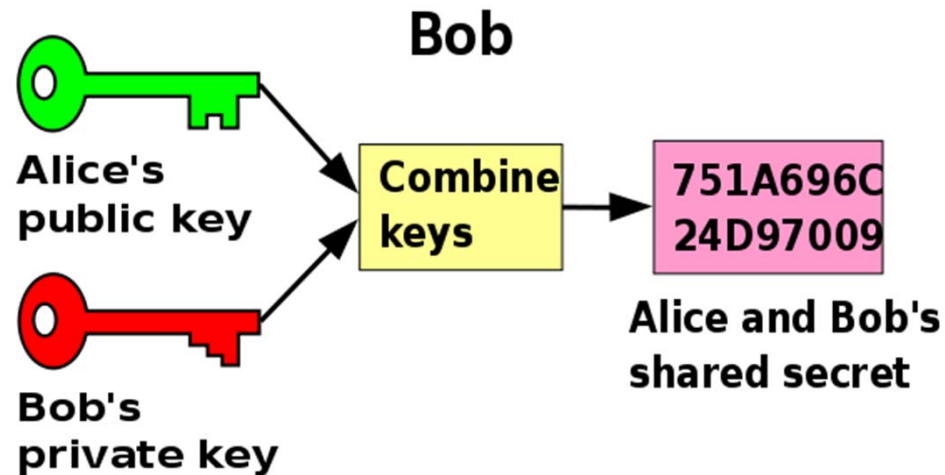 Bob
Alice's
public key
Combine
keys
751A696C
24D97009
Alice and Bob's
shared secret
Bob's
private key